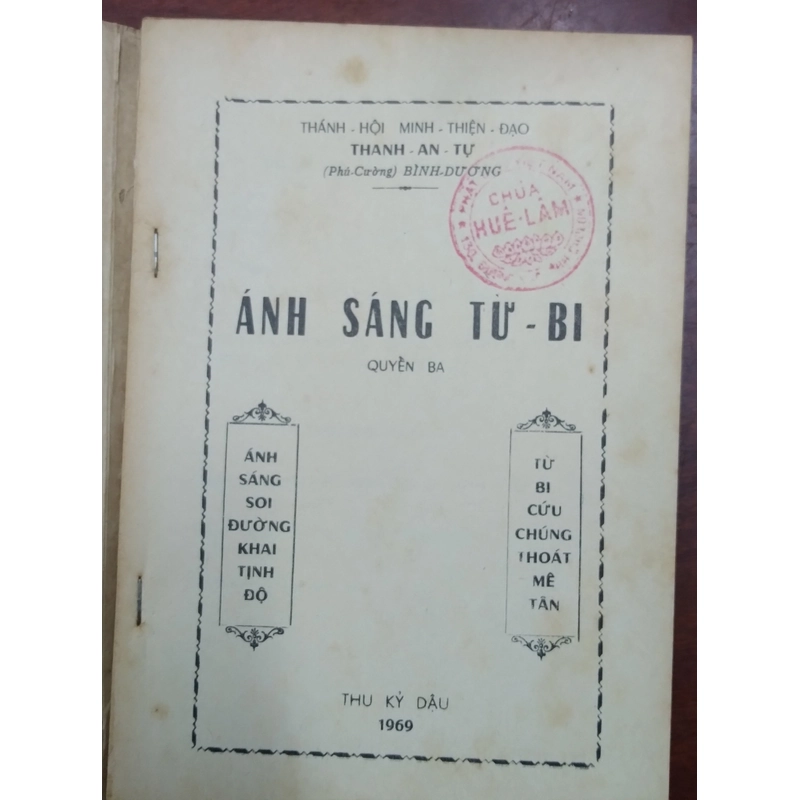 THÁNH - HỘI MINH - THIỆN - ĐẠO
THANH - AN - TỰ
(Phú-Cường) BÌNH-DƯƠNG
CHÙA
HUÊ-LÂM
ÁNH SÁNG TỪ - BI
QUYỂN BA
ÁNH
SÁNG
SOI
ĐƯỜNG
KHAI
TỊNH
ĐỘ
TỪ
BI
CỨU
CHÚNG
THOÁT
MÊ
TÂN
THU KỶ DẬU
1969